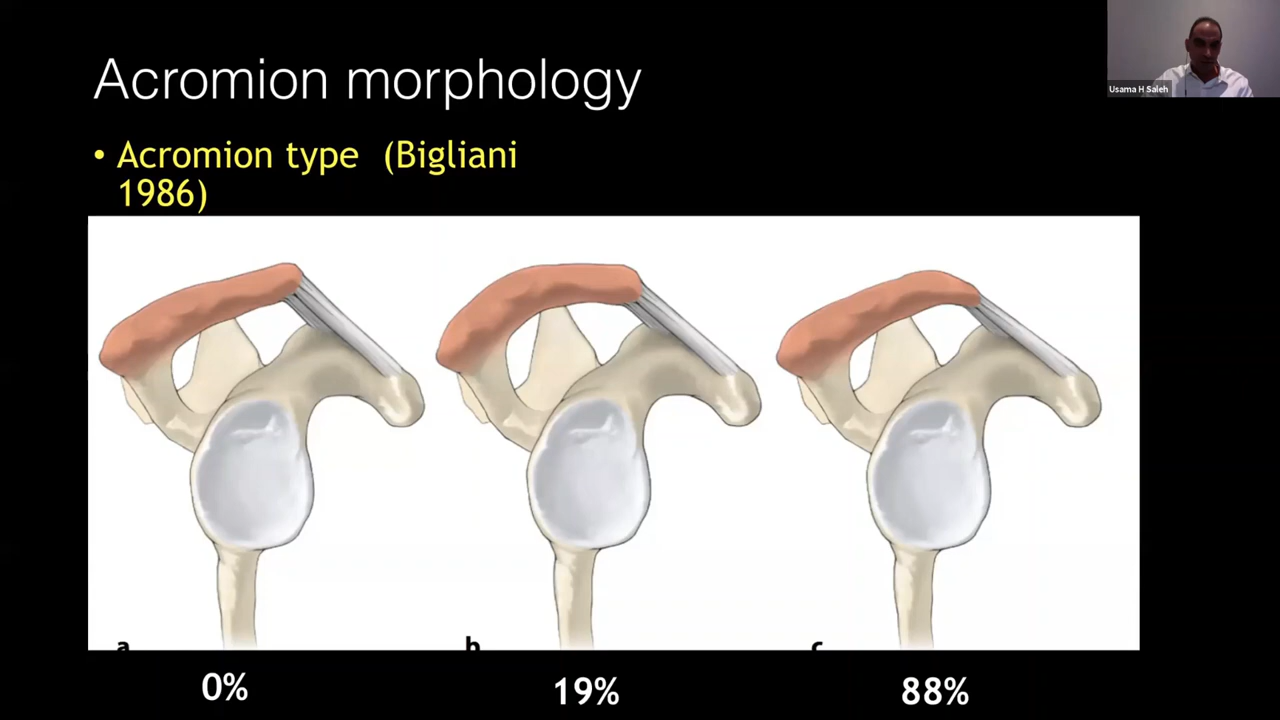 Acromion morphology
Usama H Saleh
• Acromion type (Bigliani
1986)
a b c
0% 19% 88%